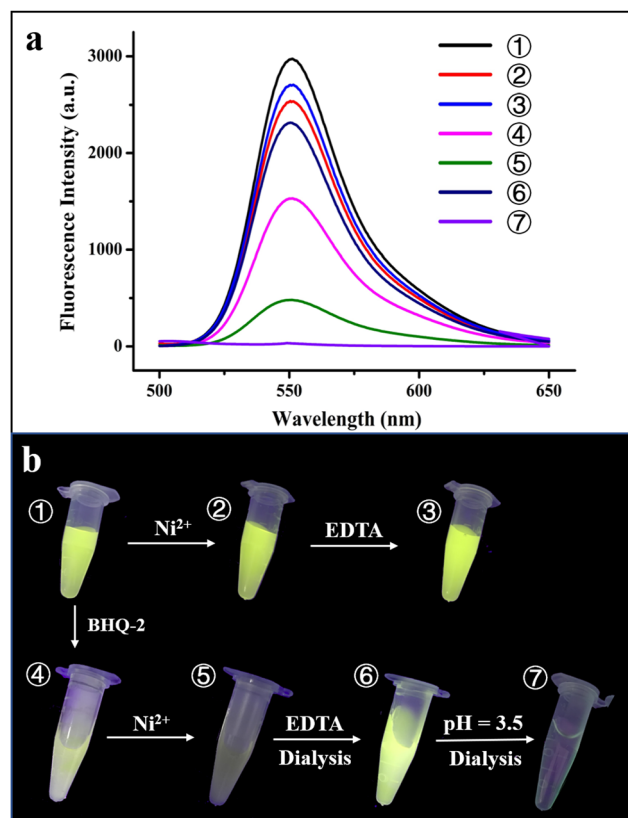 a
Fluorescence Intensity (a.u.)
3000
2000
1000
0
500
550
600
650
Wavelength (nm)
①
②
③
④
⑤
⑥
⑦
b
①
Ni²⁺
②
EDTA
③
BHQ-2
④
Ni²⁺
⑤
EDTA
Dialysis
⑥
pH = 3.5
Dialysis
⑦